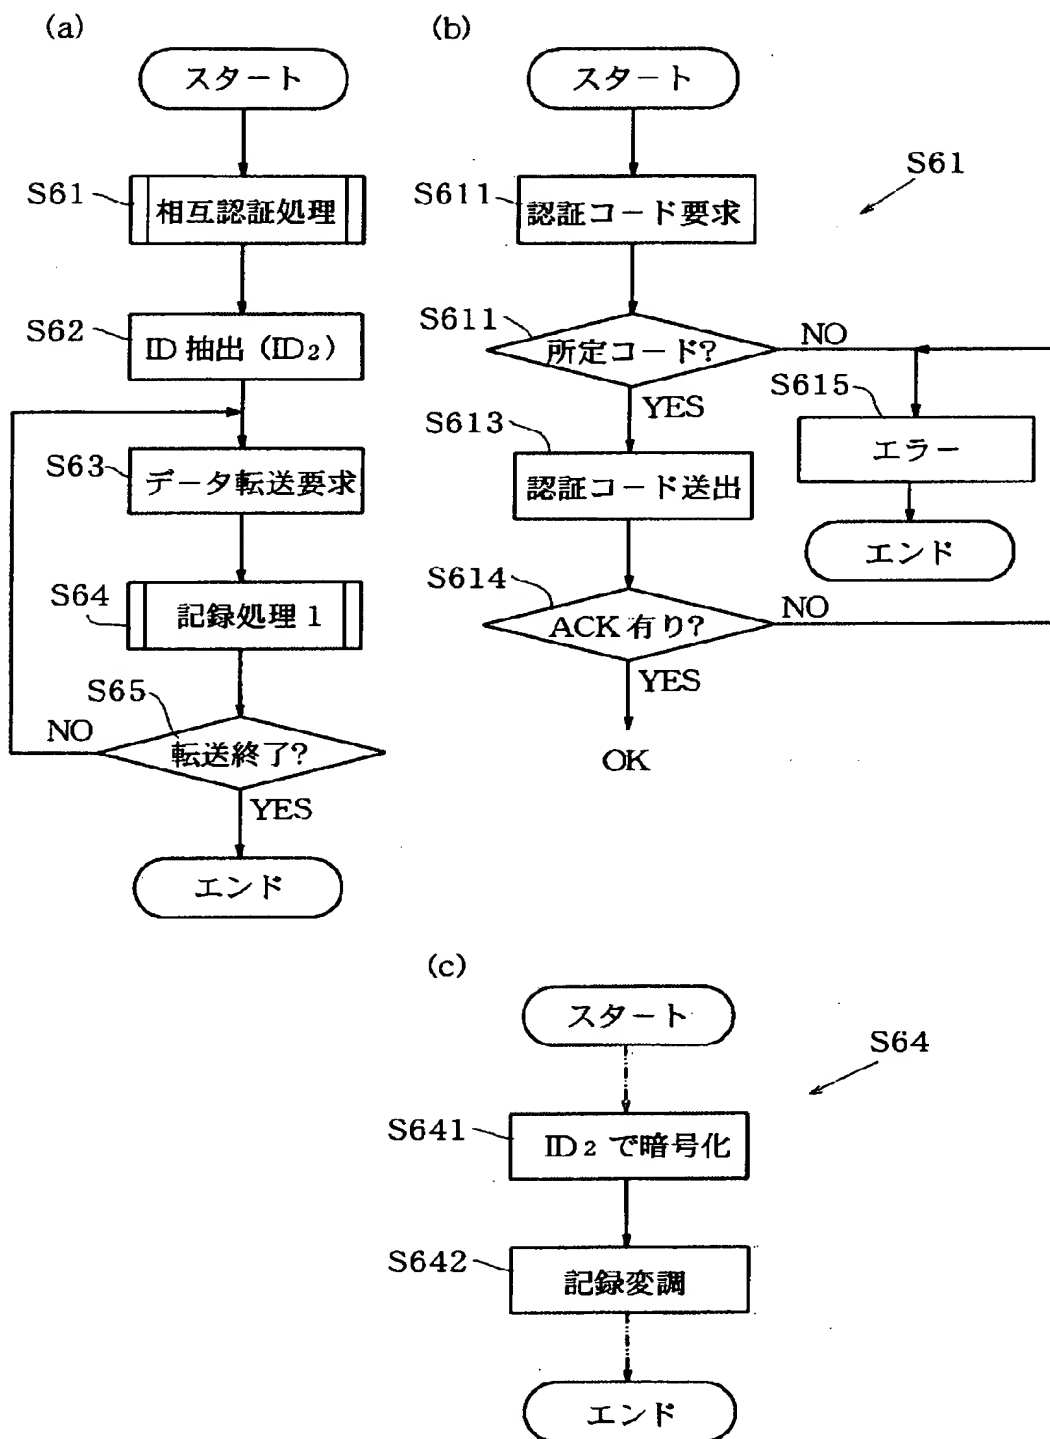 (a)
スタート
S61
相互認証処理
S62
ID 抽出 (ID₂)
S63
データ転送要求
S64
記録処理 1
S65
NO
転送終了?
YES
エンド
(b)
スタート
S61
S611
認証コード要求
S611
所定コード?
NO
YES
S615
エラー
エンド
S613
認証コード送出
S614
ACK 有り?
NO
YES
OK
(c)
スタート
S64
S641
ID₂ で暗号化
S642
記録変調
エンド